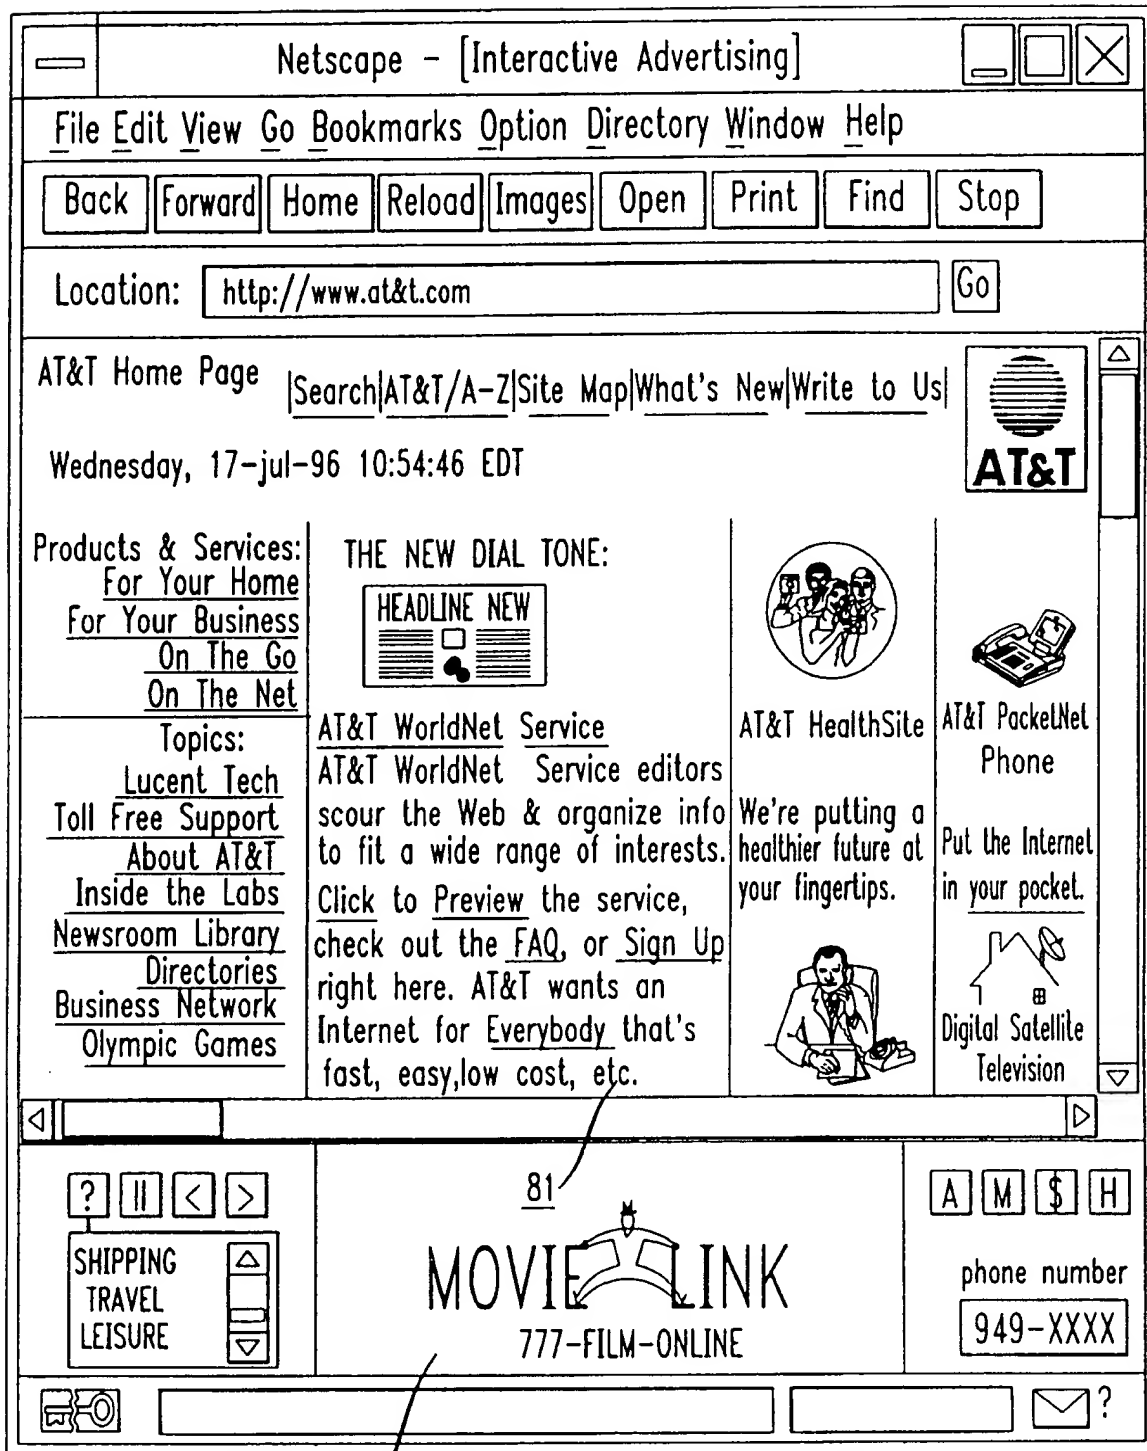 Netscape - [Interactive Advertising]
File Edit View Go Bookmarks Option Directory Window Help
Back Forward Home Reload Images Open Print Find Stop
Location: http://www.at&t.com Go
AT&T Home Page |Search|AT&T/A-Z|Site Map|What's New|Write to Us|
AT&T
Wednesday, 17-jul-96 10:54:46 EDT
Products & Services:
For Your Home
For Your Business
On The Go
On The Net
Topics:
Lucent Tech
Toll Free Support
About AT&T
Inside the Labs
Newsroom Library
Directories
Business Network
Olympic Games
THE NEW DIAL TONE:
HEADLINE NEW
AT&T WorldNet Service
AT&T WorldNet Service editors
scour the Web & organize info
to fit a wide range of interests.
Click to Preview the service,
check out the FAQ, or Sign Up
right here. AT&T wants an
Internet for Everybody that's
fast, easy,low cost, etc.
AT&T HealthSite
We're putting a
healthier future at
your fingertips.
AT&T PacketNet
Phone
Put the Internet
in your pocket.
Digital Satellite
Television
? || < >
SHIPPING
TRAVEL
LEISURE
81
MOVIE LINK
777-FILM-ONLINE
A M $ H
phone number
949-XXXX
?